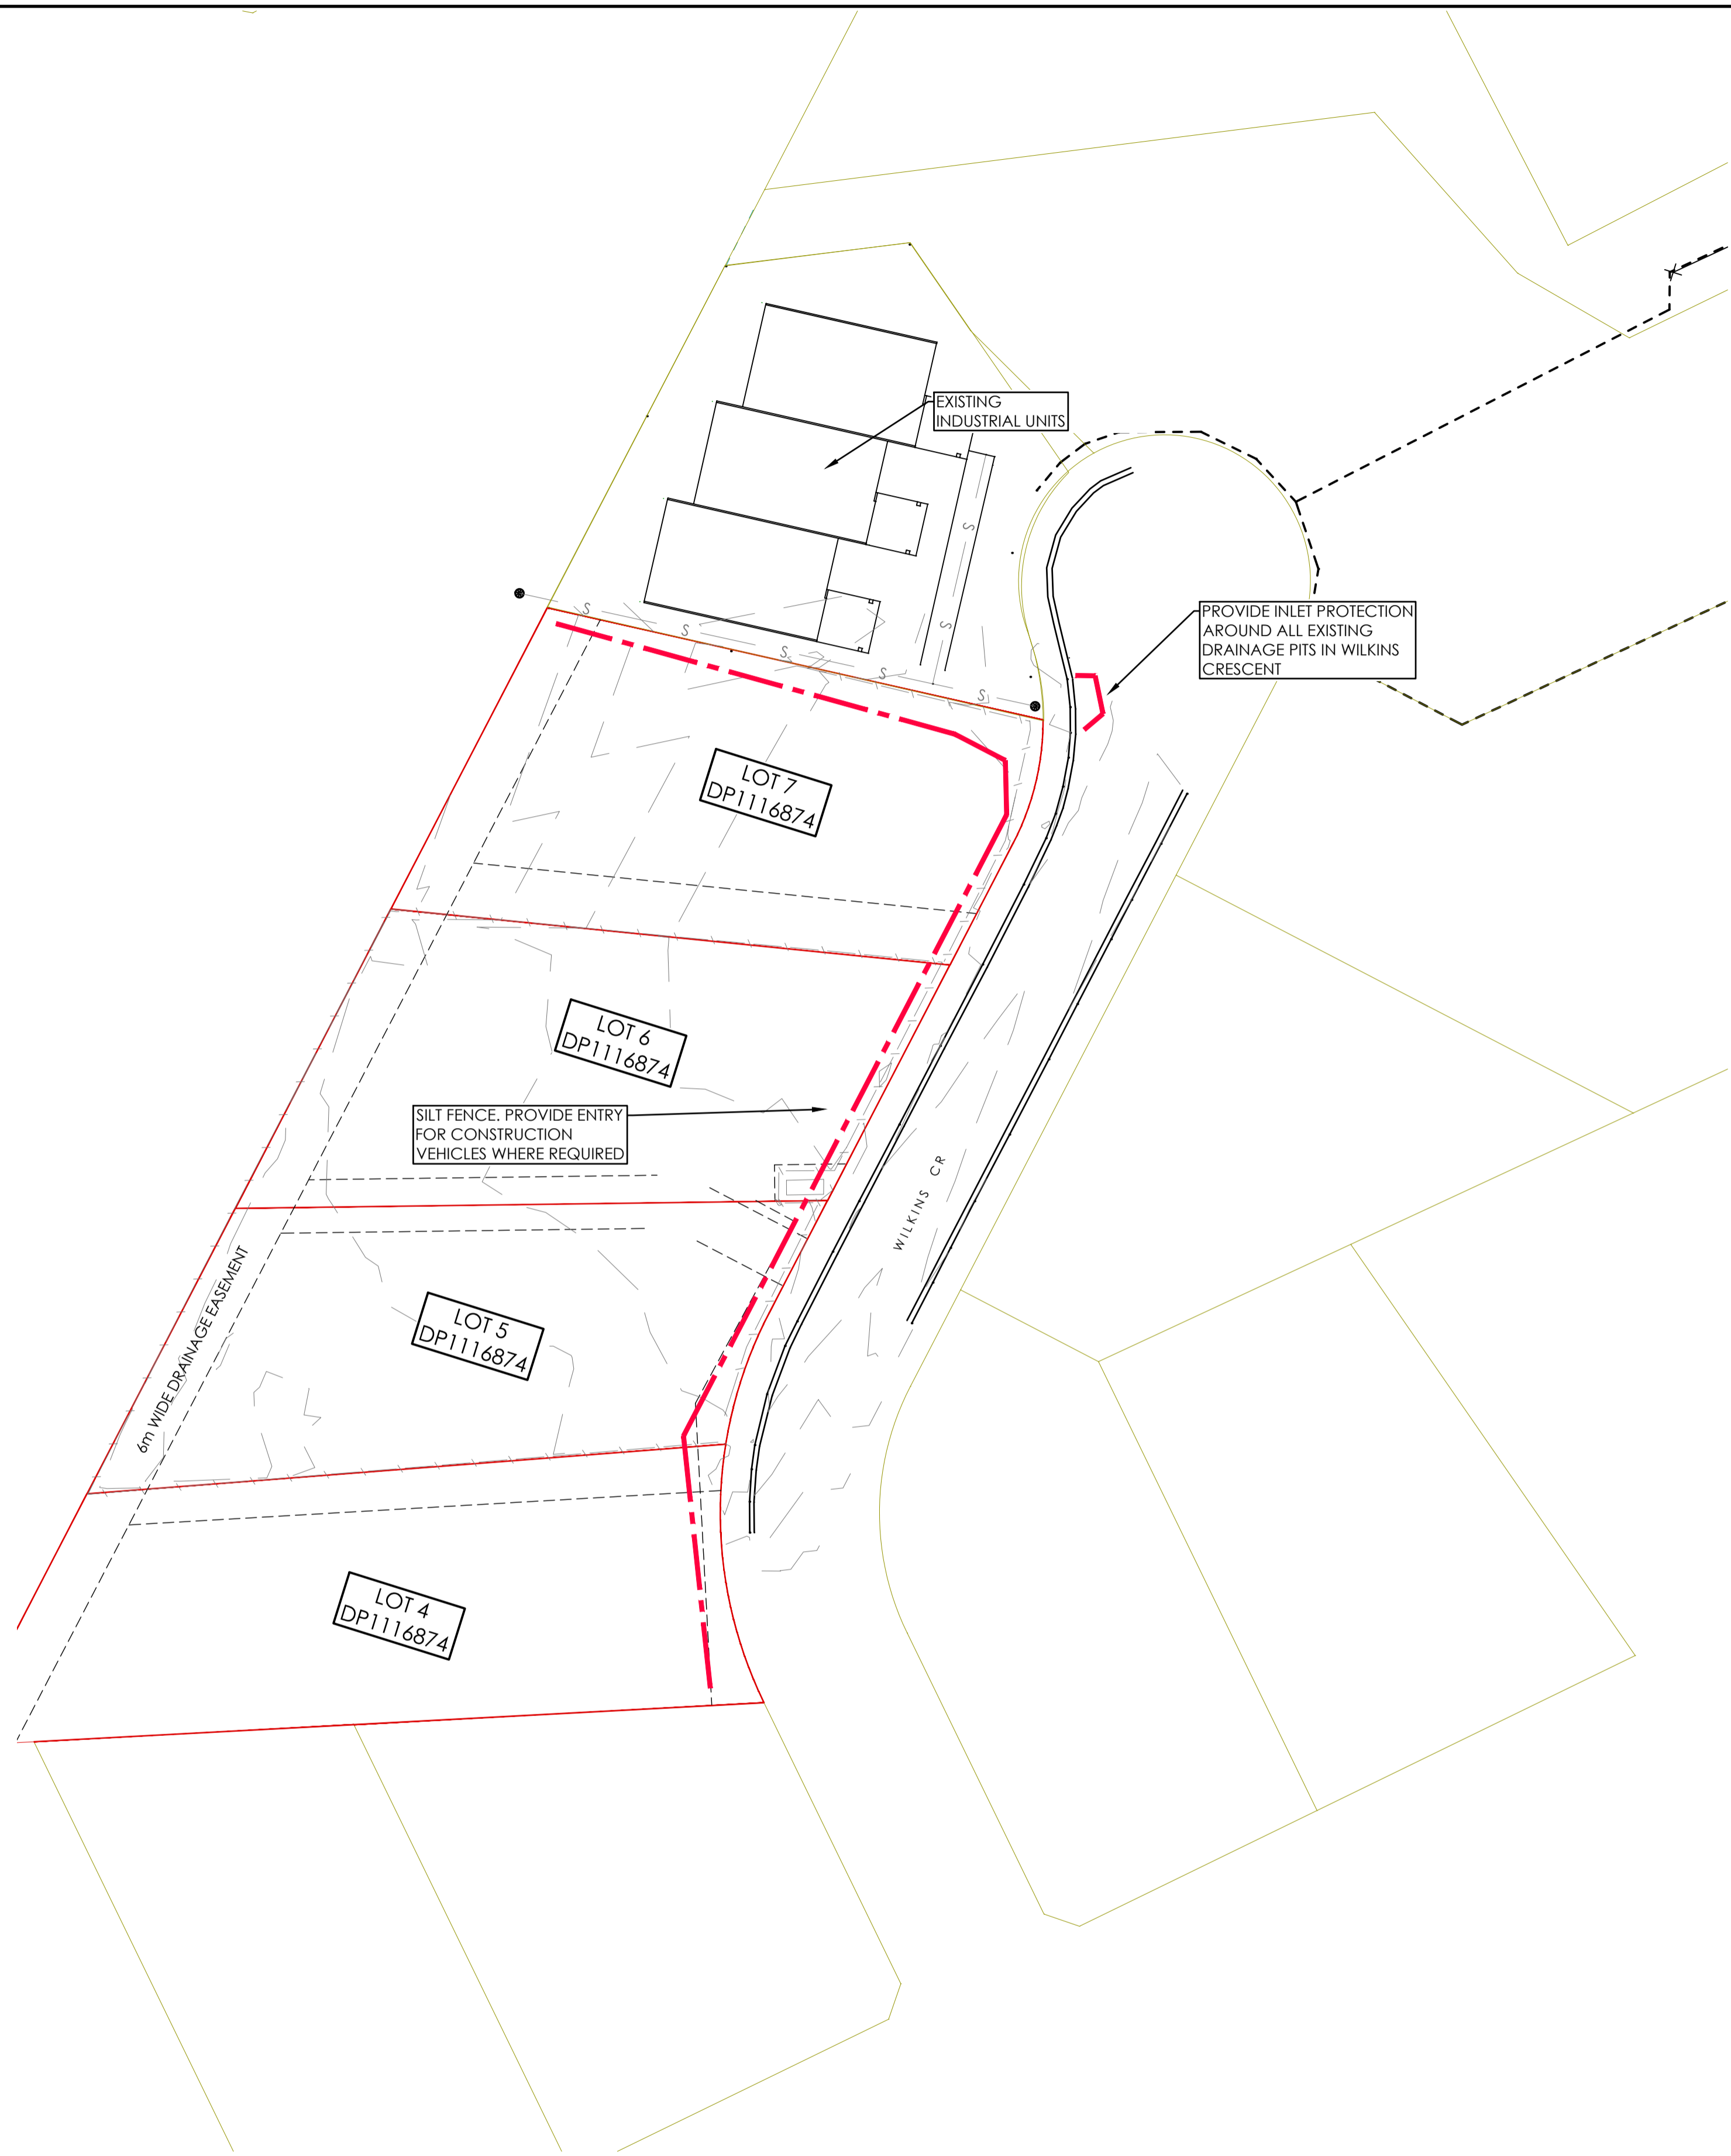 EXISTING
INDUSTRIAL UNITS
S
S
S
S
S
S
S
PROVIDE INLET PROTECTION
AROUND ALL EXISTING
DRAINAGE PITS IN WILKINS
CRESCENT
LOT 7
DP1116874
LOT 6
DP1116874
SILT FENCE. PROVIDE ENTRY
FOR CONSTRUCTION
VEHICLES WHERE REQUIRED
WILKINS CR
6m WIDE DRAINAGE EASEMENT
LOT 5
DP1116874
LOT 4
DP1116874